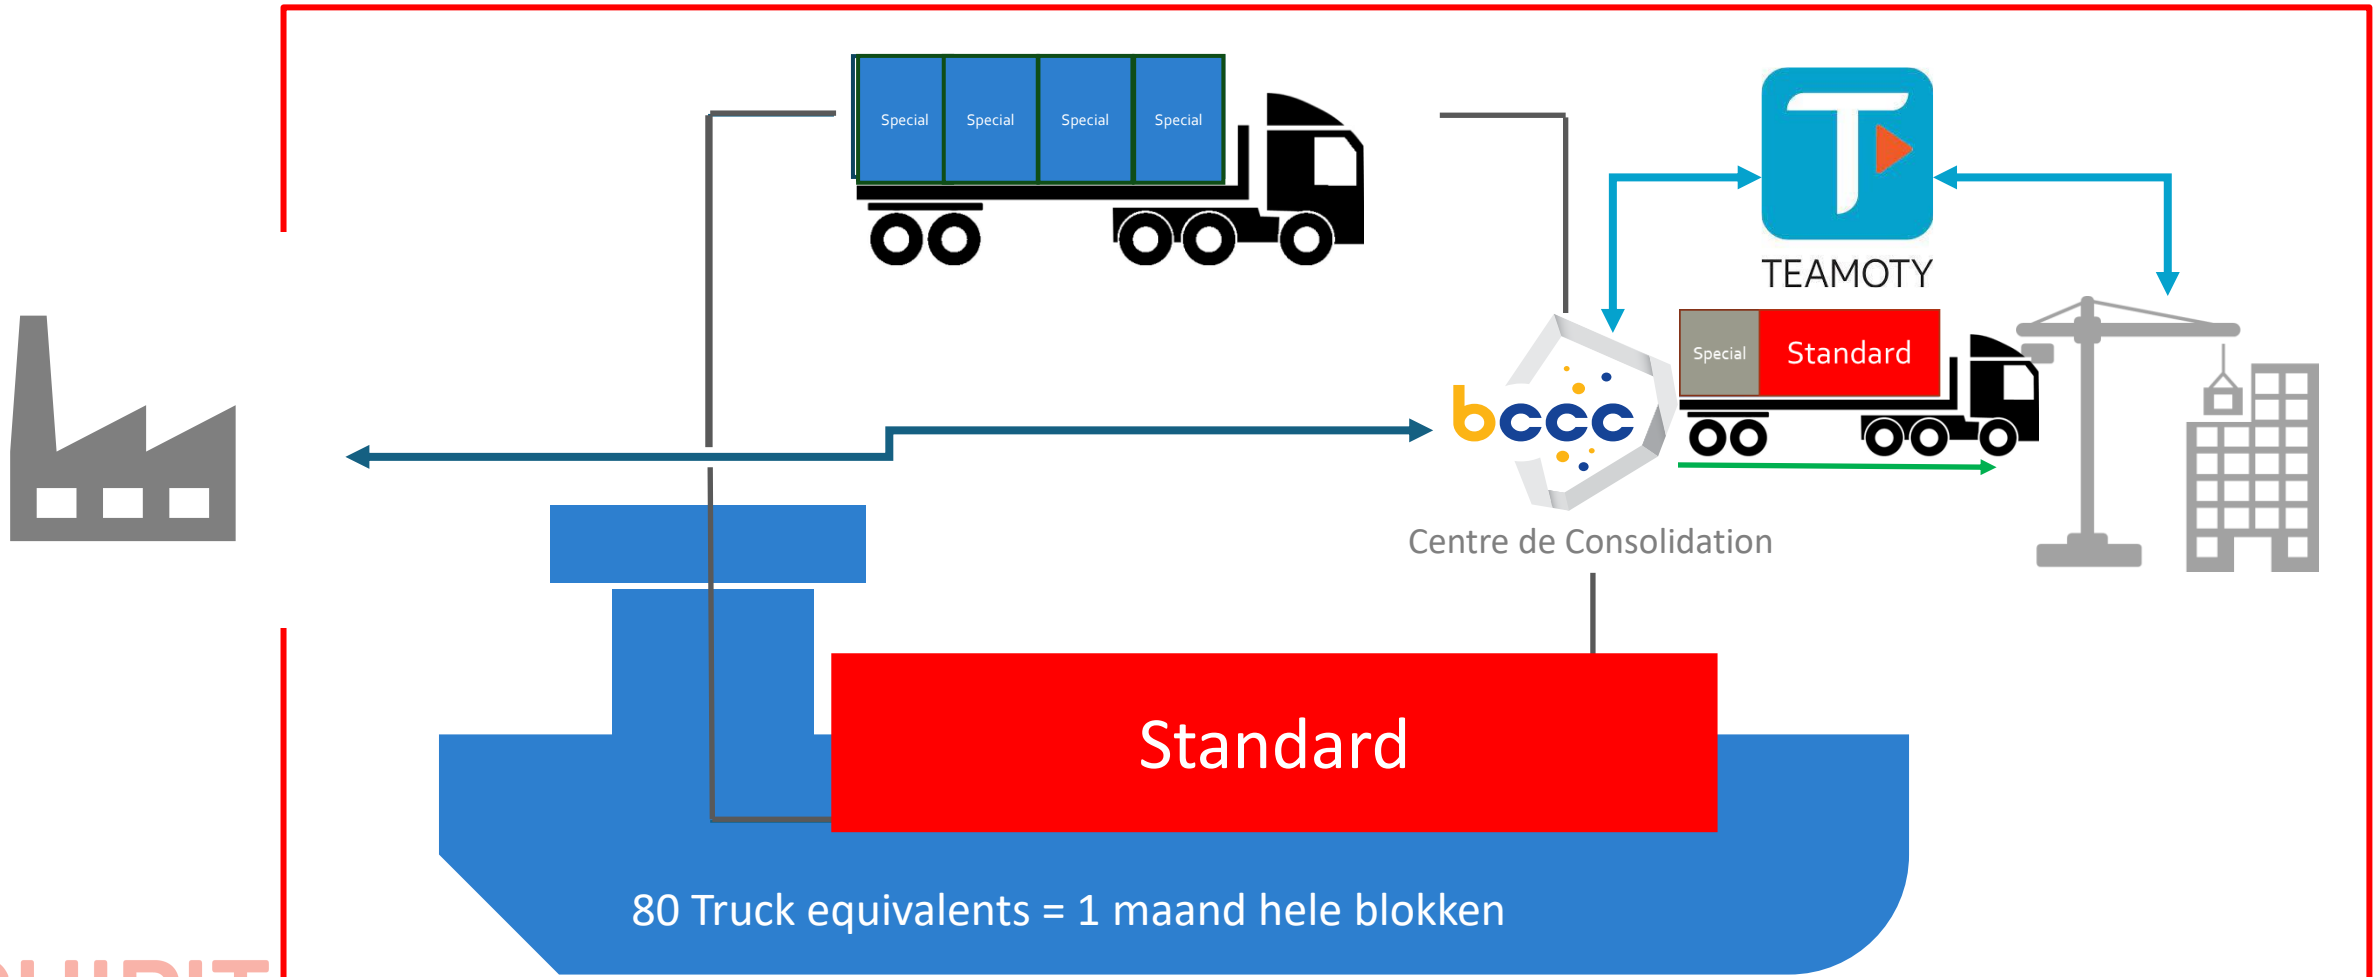 Special Special Special Special
TEAMOTY
Special Standard
bccc
Centre de Consolidation
Standard
80 Truck equivalents = 1 maand hele blokken